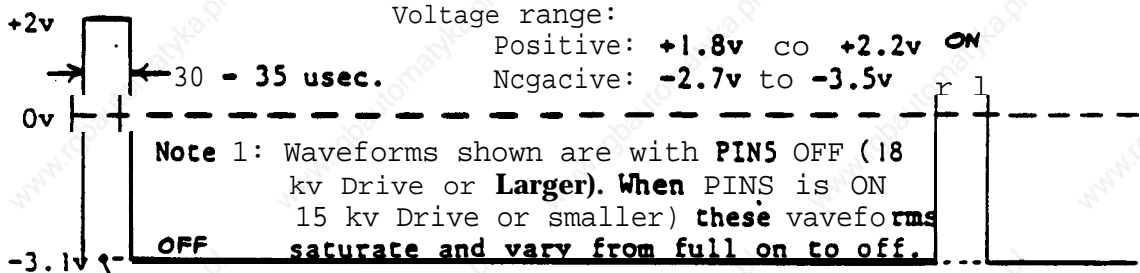 +2v
Voltage range:
Positive: +1.8v co +2.2v ON
30 - 35 usec.
Ncgacive: -2.7v to -3.5v
r l
0v
Note 1: Waveforms shown are with PINS OFF (18
kv Drive or Larger). When PINS is ON
15 kv Drive or smaller) these vaveforms
OFF
saturate and vary from full on to off.
-3.1v